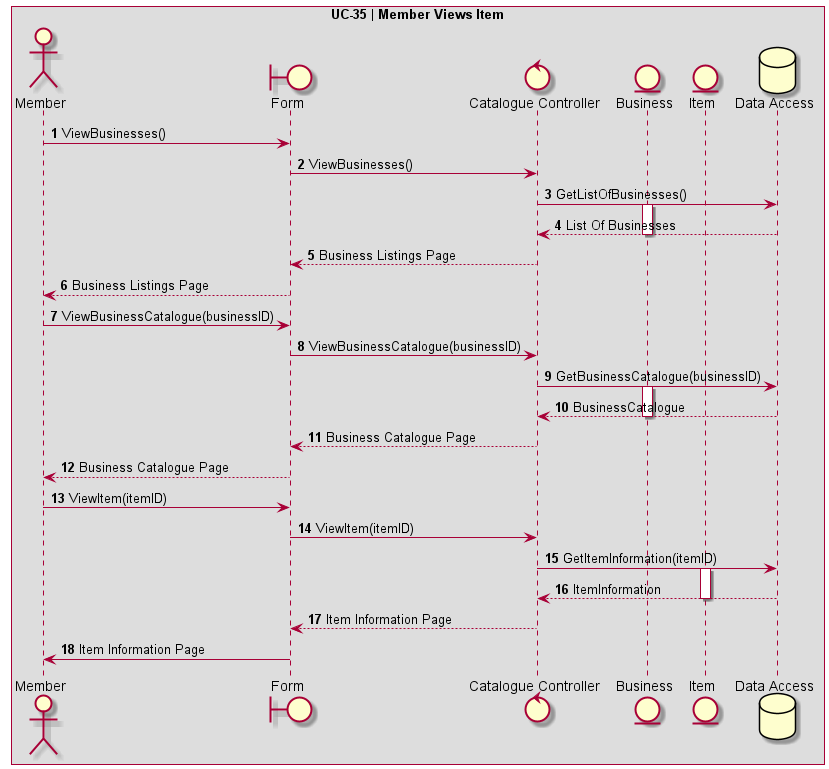 UC-35 | Member Views Item
Member Form Catalogue Controller Business Item Data Access
1 ViewBusinesses()
2 ViewBusinesses()
3 GetListOfBusinesses()
4 List Of Businesses
5 Business Listings Page
6 Business Listings Page
7 ViewBusinessCatalogue(businessID)
8 ViewBusinessCatalogue(businessID)
9 GetBusinessCatalogue(businessID)
10 BusinessCatalogue
11 Business Catalogue Page
12 Business Catalogue Page
13 ViewItem(itemID)
14 ViewItem(itemID)
15 GetItemInformation(itemID)
16 ItemInformation
17 Item Information Page
18 Item Information Page
Member Form Catalogue Controller Business Item Data Access